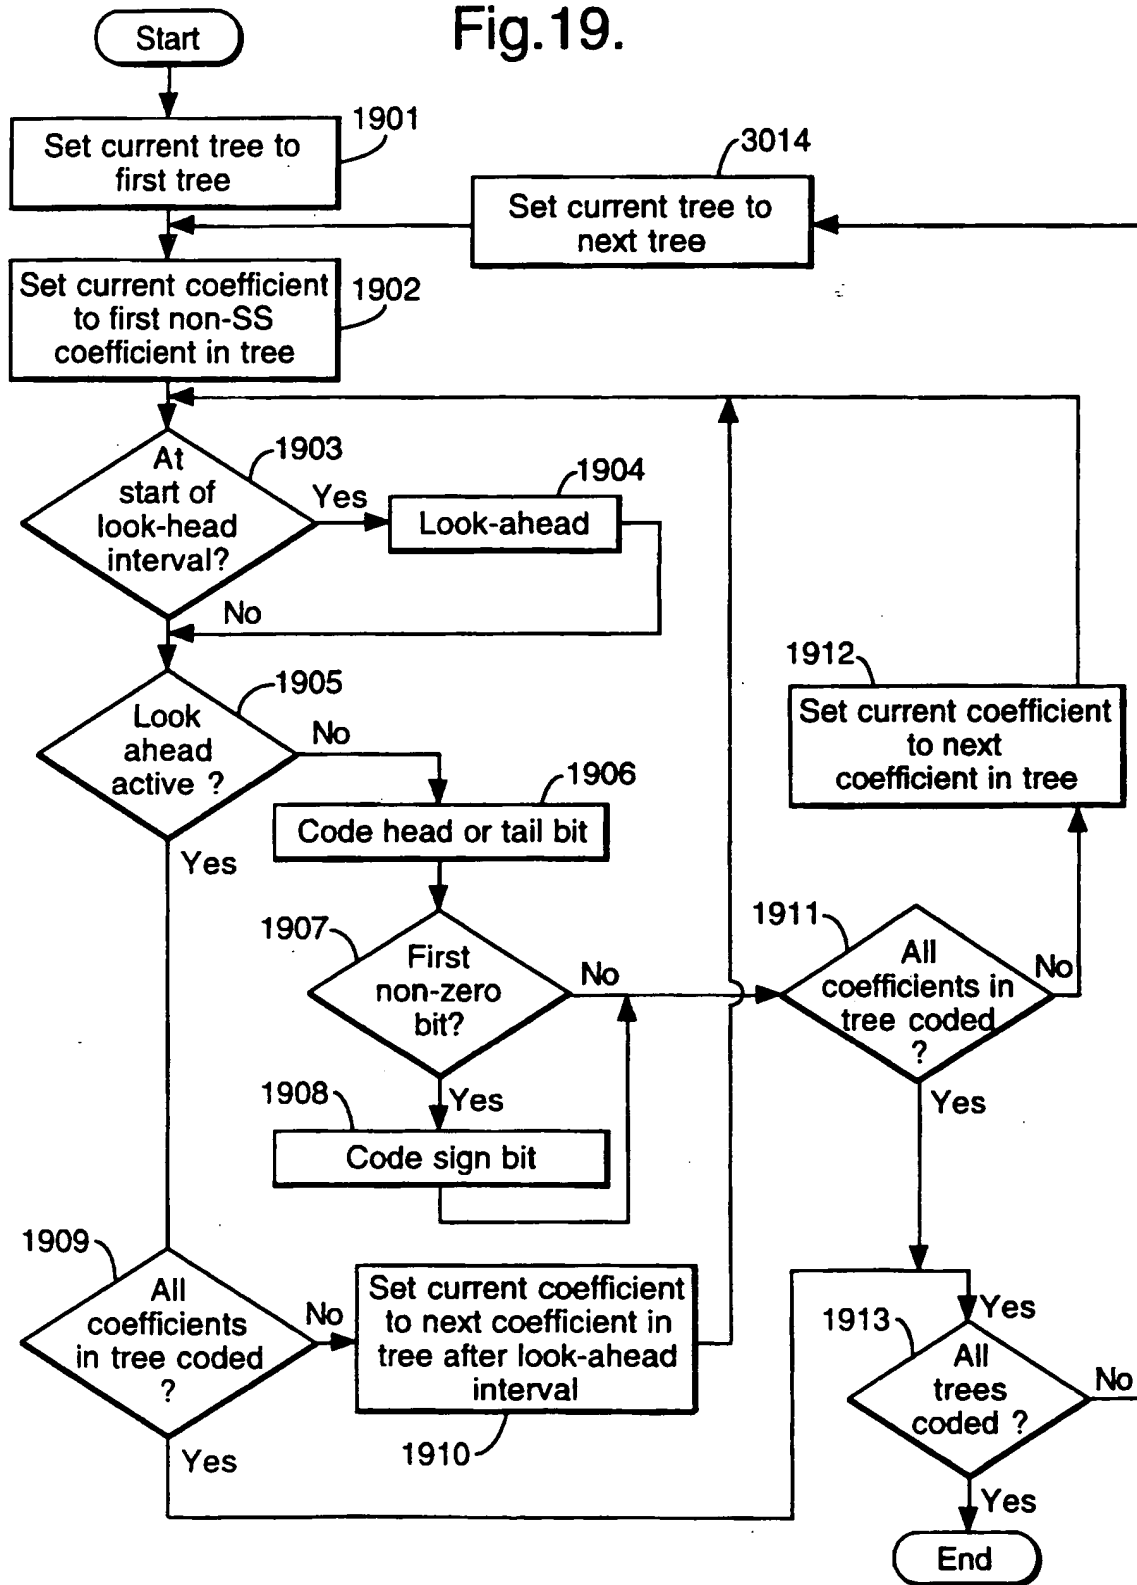 Fig.19.
Start
1901
Set current tree to
first tree
3014
Set current tree to
next tree
1902
Set current coefficient
to first non-SS
coefficient in tree
1903
At
start of
look-head
interval?
Yes
1904
Look-ahead
No
1905
Look
ahead
active ?
No
Yes
1906
Code head or tail bit
1907
First
non-zero
bit?
No
Yes
1908
Code sign bit
1912
Set current coefficient
to next
coefficient in tree
1911
All
coefficients in
tree coded
?
No
Yes
1909
All
coefficients
in tree coded
?
No
Yes
Set current coefficient
to next coefficient in
tree after look-ahead
interval
1910
Yes
1913
All
trees
coded ?
No
Yes
End